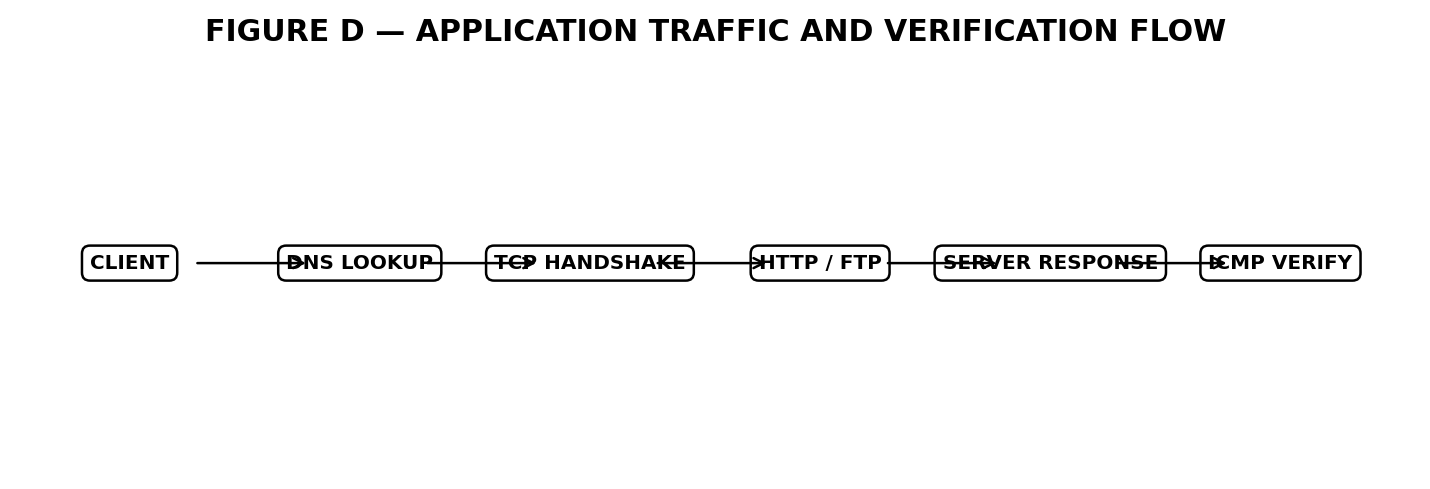 FIGURE D — APPLICATION TRAFFIC AND VERIFICATION FLOW
CLIENT
DNS LOOKUP
TCP HANDSHAKE
HTTP / FTP
SERVER RESPONSE
ICMP VERIFY